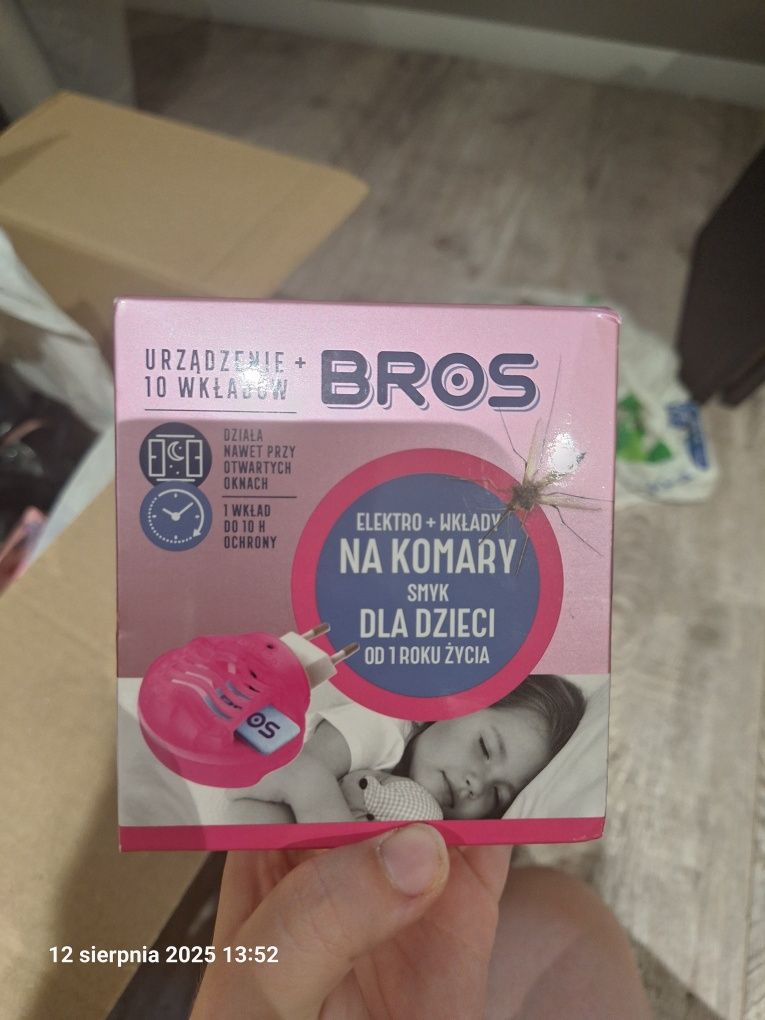 URZĄDZENIE +
10 WKŁADÓW
BROS
DZIAŁA
NAWET PRZY
OTWARTYCH
OKNACH
1 WKŁAD
DO 10 H
OCHRONY
ELEKTRO + WKŁADY
NA KOMARY
SMYK
DLA DZIECI
OD 1 ROKU ŻYCIA
12 sierpnia 2025 13:52